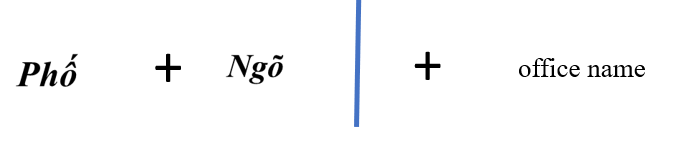 Phố + Ngõ + office name